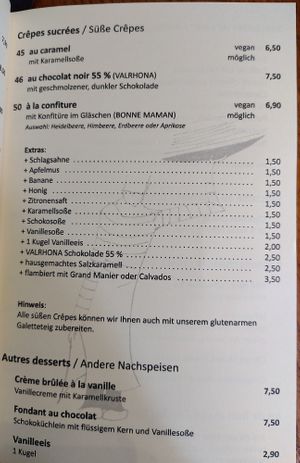 Crêpes sucrées / Süße Crêpes
45 au caramel vegan 6,50
mit Karamellsoße möglich
46 au chocolat noir 55 % (VALRHONA) 7,50
mit geschmolzener, dunkler Schokolade
50 à la confiture vegan 6,90
mit Konfitüre im Gläschen (BONNE MAMAN) möglich
Auswahl: Heidelbeere, Himbeere, Erdbeere oder Aprikose
Extras:
+ Schlagsahne 1,50
+ Apfelmus 1,50
+ Banane 1,50
+ Honig 1,50
+ Zitronensaft 1,50
+ Karamellsoße 1,50
+ Schokosoße 1,50
+ Vanillesoße 1,50
+ 1 Kugel Vanilleeis 2,00
+ VALRHONA Schokolade 55 % 2,50
+ hausgemachtes Salzkaramell 2,50
+ flambiert mit Grand Manier oder Calvados 3,50
Hinweis:
Alle süßen Crêpes können wir Ihnen auch mit unserem glutenarmen
Galetteteig zubereiten.
Autres desserts / Andere Nachspeisen
Crème brûlée à la vanille
Vanillecreme mit Karamellkruste 7,50
Fondant au chocolat
Schokoküchlein mit flüssigem Kern und Vanillesoße 7,50
Vanilleeis
1 Kugel 2,90